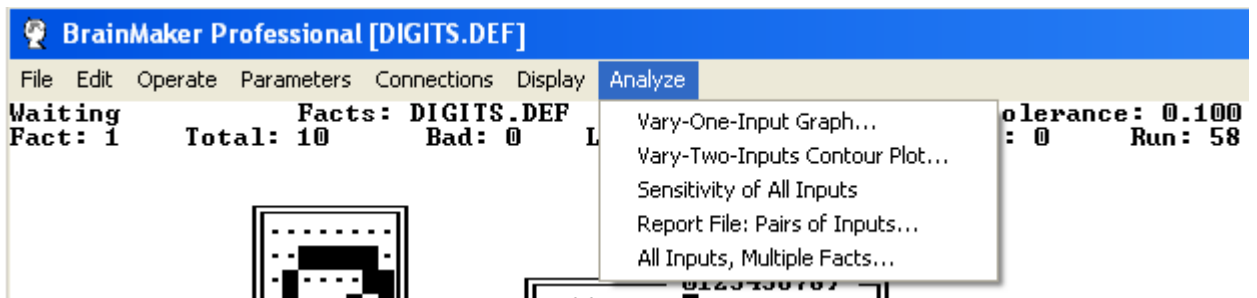 BrainMaker Professional [DIGITS.DEF]
File Edit Operate Parameters Connections Display Analyze
Waiting Facts: DIGITS.DEF olerance: 0.100
Fact: 1 Total: 10 Bad: 0 L : 0 Run: 58
Vary-One-Input Graph...
Vary-Two-Inputs Contour Plot...
Sensitivity of All Inputs
Report File: Pairs of Inputs...
All Inputs, Multiple Facts...